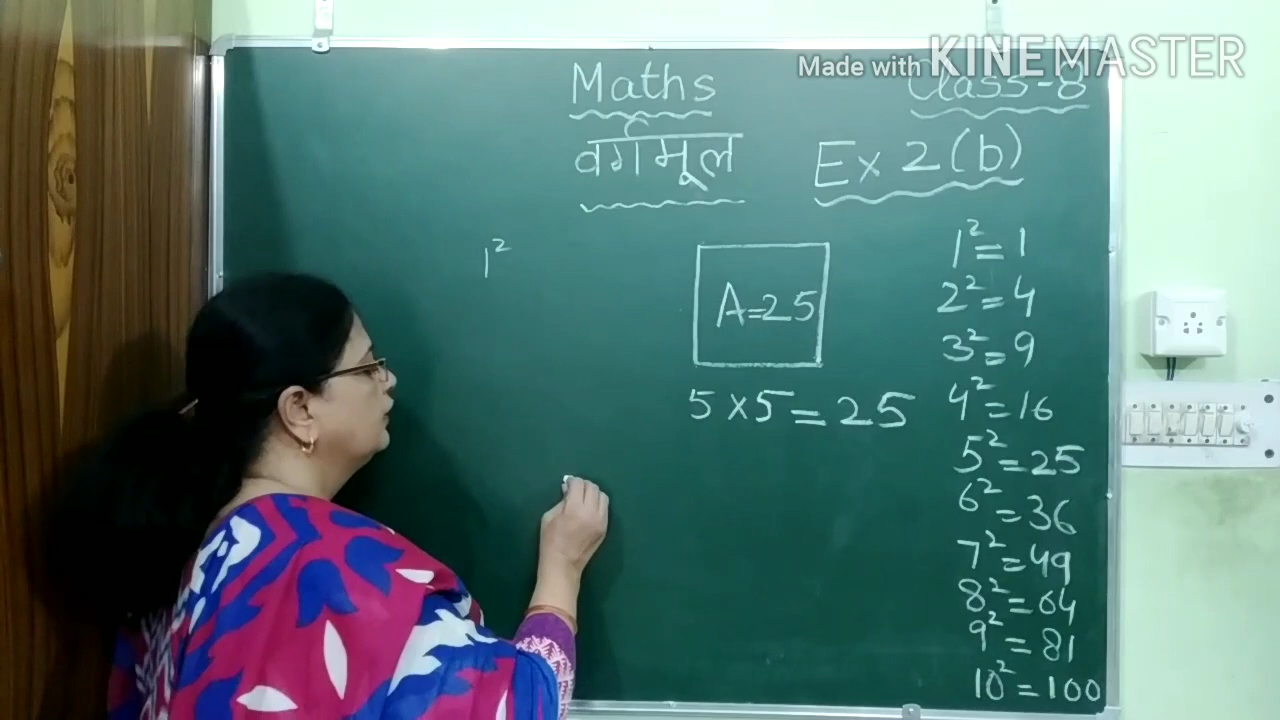 Made with KINEMASTER
Maths
Class-8
वर्गमूल
Ex 2(b)
1²
A=25
5×5=25
1²=1
2²=4
3²=9
4²=16
5²=25
6²=36
7²=49
8²=64
9²=81
10²=100